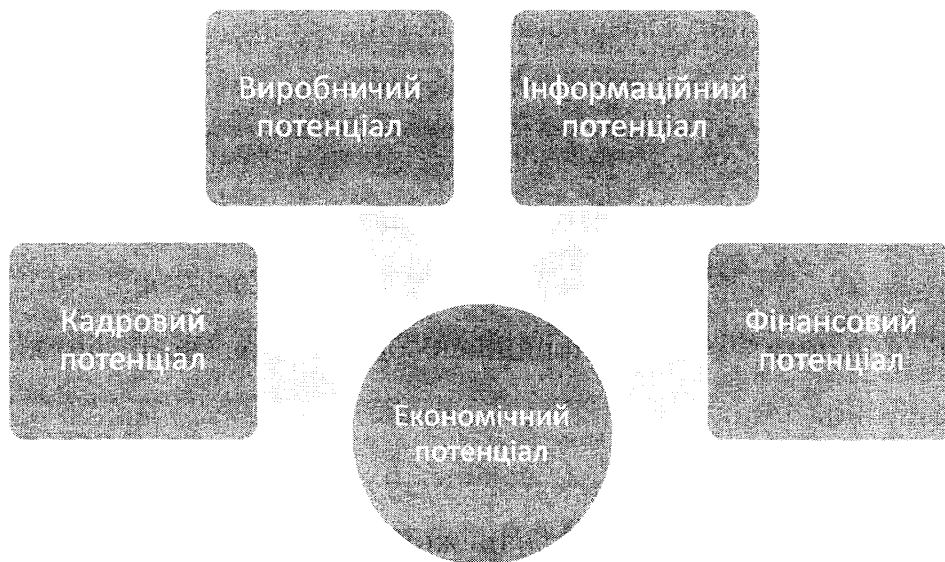 Виробничий
потенціал
Інформаційний
потенціал
Кадровий
потенціал
Фінансовий
потенціал
Економічний
потенціал